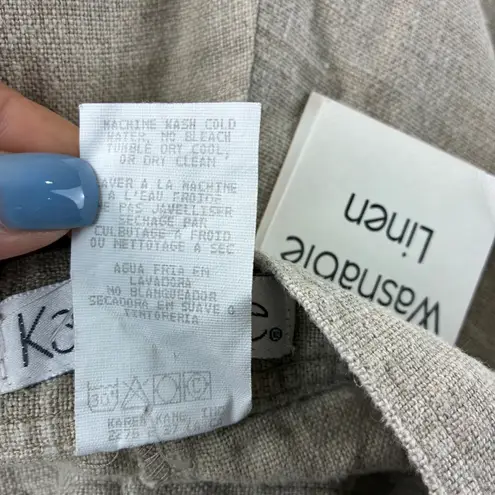 MACHINE WASH COLD
WATER NO BLEACH
TUMBLE DRY COOL,
OR DRY CLEAN
LAVER A LA MACHINE
A L'EAU FROIDE
PAS JAVELLISER
SECHAGE PAR
CULBUTAGE A FROID
OU NETTOYAGE A SEC
AGUA FRIA EN
LAVADORA
NO BLANQUEADOR
SECADORA EN SUAVE O
TINTORERIA
30°
KAREN KANE
Washable
Linen
K3
e®